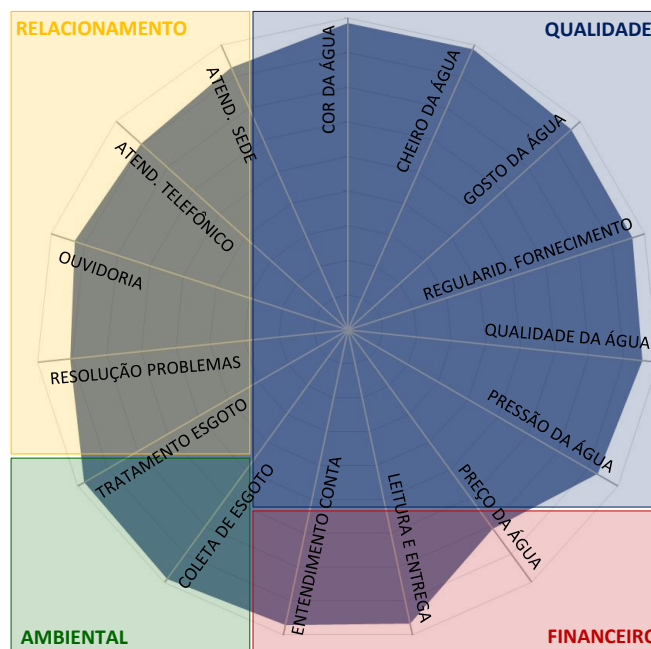 RELACIONAMENTO
QUALIDADE
COR DA ÁGUA
CHEIRO DA ÁGUA
GOSTO DA ÁGUA
REGULARID. FORNECIMENTO
QUALIDADE DA ÁGUA
PRESSÃO DA ÁGUA
PREÇO DA ÁGUA
LEITURA E ENTREGA
ENTENDIMENTO CONTA
COLETA DE ESGOTO
TRATAMENTO ESGOTO
RESOLUÇÃO PROBLEMAS
OUVIDORIA
ATEND. TELEFÔNICO
ATEND. SEDE
AMBIENTAL
FINANCEIRO